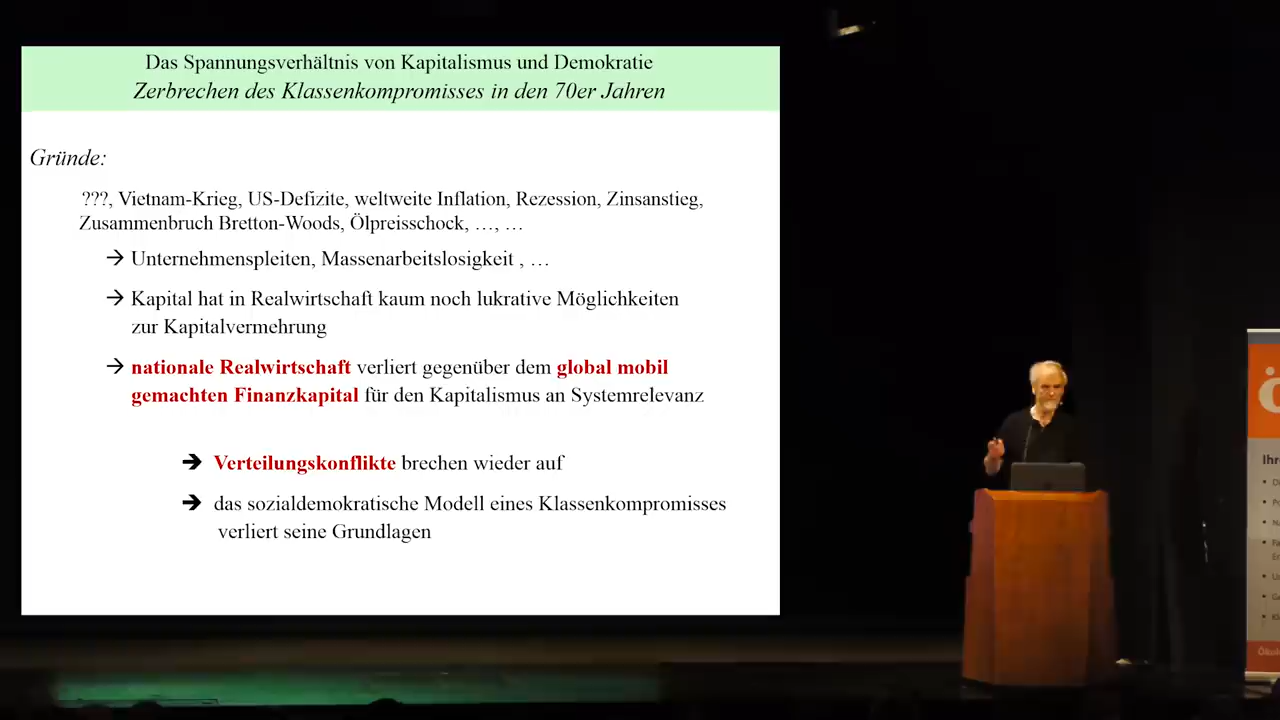 Das Spannungsverhältnis von Kapitalismus und Demokratie
Zerbrechen des Klassenkompromisses in den 70er Jahren
Gründe:
???, Vietnam-Krieg, US-Defizite, weltweite Inflation, Rezession, Zinsanstieg,
Zusammenbruch Bretton-Woods, Ölpreisschock, …, …
→ Unternehmenspleiten, Massenarbeitslosigkeit , …
→ Kapital hat in Realwirtschaft kaum noch lukrative Möglichkeiten
zur Kapitalvermehrung
→ nationale Realwirtschaft verliert gegenüber dem global mobil
gemachten Finanzkapital für den Kapitalismus an Systemrelevanz
➔ Verteilungskonflikte brechen wieder auf
➔ das sozialdemokratische Modell eines Klassenkompromisses
verliert seine Grundlagen